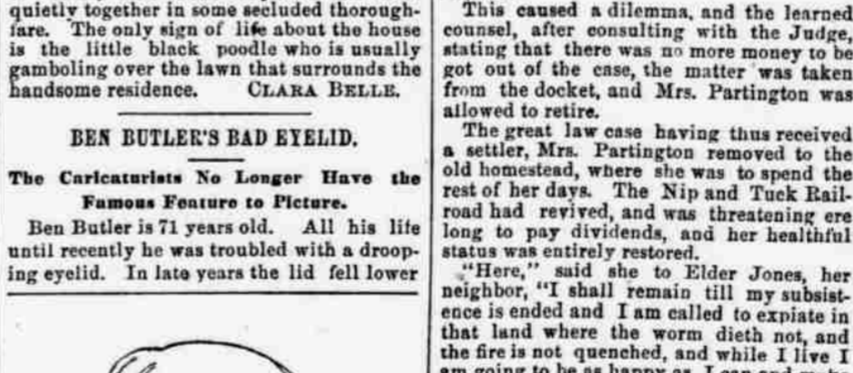 quietly together in some secluded thorough-
fare. The only sign of life about the house
is the little black poodle who is usually
gamboling over the lawn that surrounds the
handsome residence. CLARA BELLE.
BEN BUTLER'S BAD EYELID.
The Caricaturists No Longer Have the
Famous Feature to Picture.
Ben Butler is 71 years old. All his life
until recently he was troubled with a droop-
ing eyelid. In late years the lid fell lower
This caused a dilemma, and the learned
counsel, after consulting with the Judge,
stating that there was no more money to be
got out of the case, the matter was taken
from the docket, and Mrs. Partington was
allowed to retire.
The great law case having thus received
a settler, Mrs. Partington removed to the
old homestead, where she was to spend the
rest of her days. The Nip and Tuck Rail-
road had revived, and was threatening ere
long to pay dividends, and her healthful
status was entirely restored.
"Here," said she to Elder Jones, her
neighbor, "I shall remain till my subsist-
ence is ended and I am called to expiate in
that land where the worm dieth not, and
the fire is not quenched, and while I live I
am going to be as happy as I can and